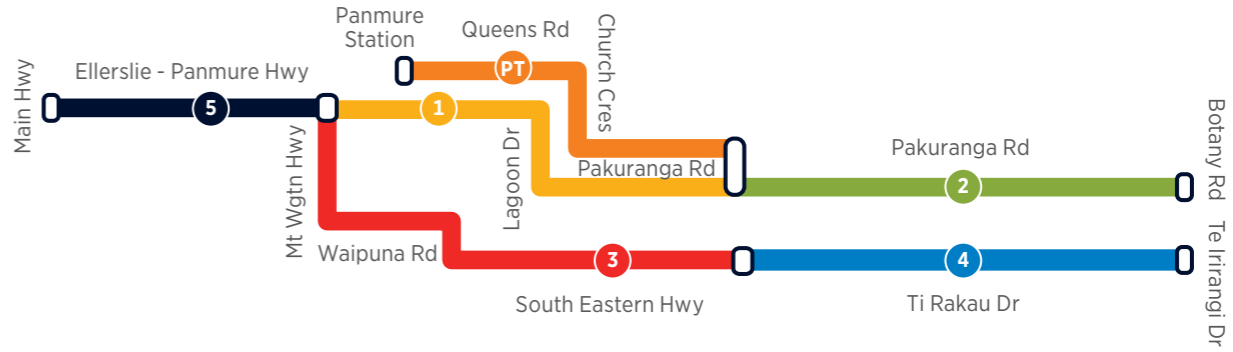 Panmure
Station
Queens Rd
Church Cres
Main Hwy
Ellerslie - Panmure Hwy
PT
5
1
Mt Wgtn Hwy
Lagoon Dr
Pakuranga Rd
Pakuranga Rd
2
Botany Rd
Waipuna Rd
3
South Eastern Hwy
4
Ti Rakau Dr
Te Irirangi Dr